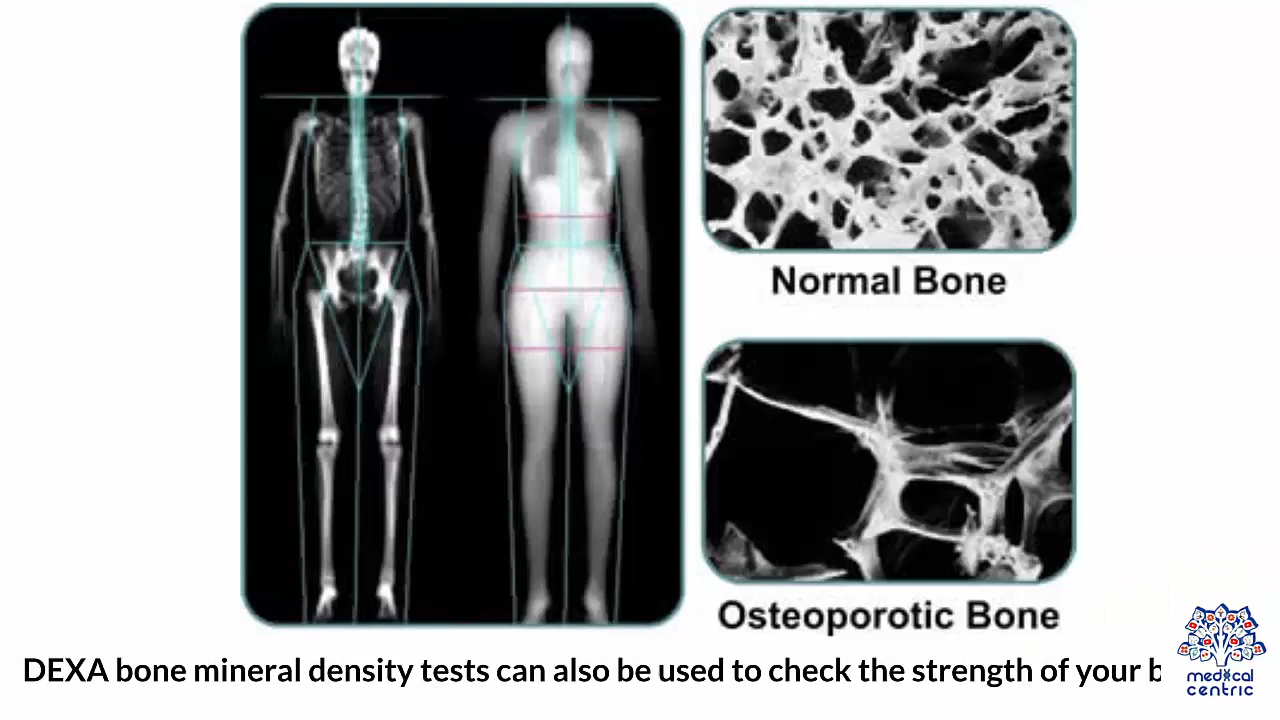 Normal Bone
Osteoporotic Bone
DEXA bone mineral density tests can also be used to check the strength of your b
medical
centric